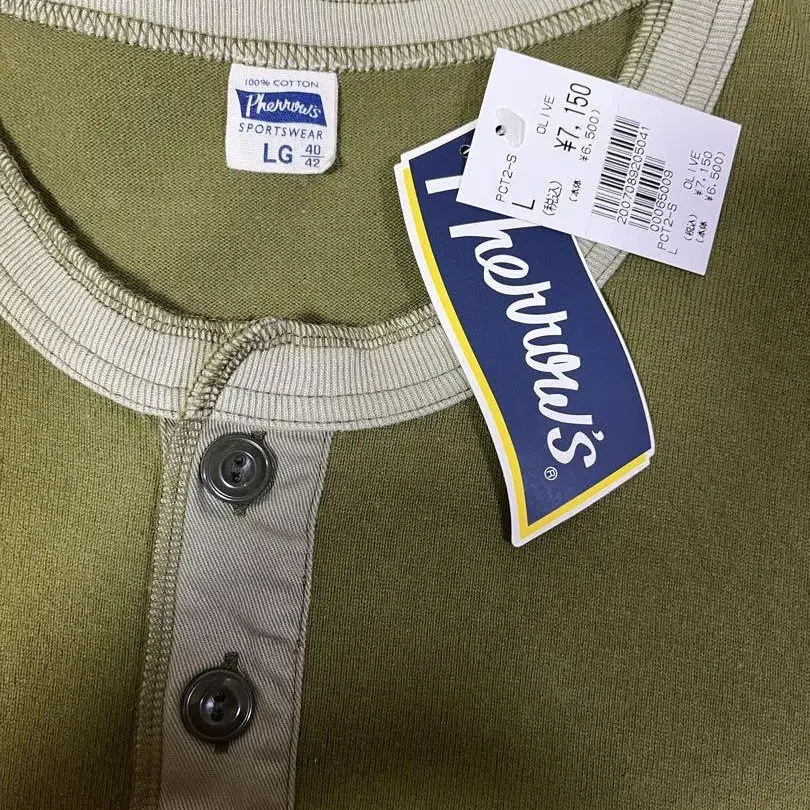 100% COTTON
Pherrow's
SPORTSWEAR
LG 40/42
PCT2-S OLIVE
L ¥7,150
(税込) ¥6,500)
(本体
2007089205041
00065009
PCT2-S OLIVE
L (税込) ¥7,150
(本体 ¥6,500)
Pherrow's®